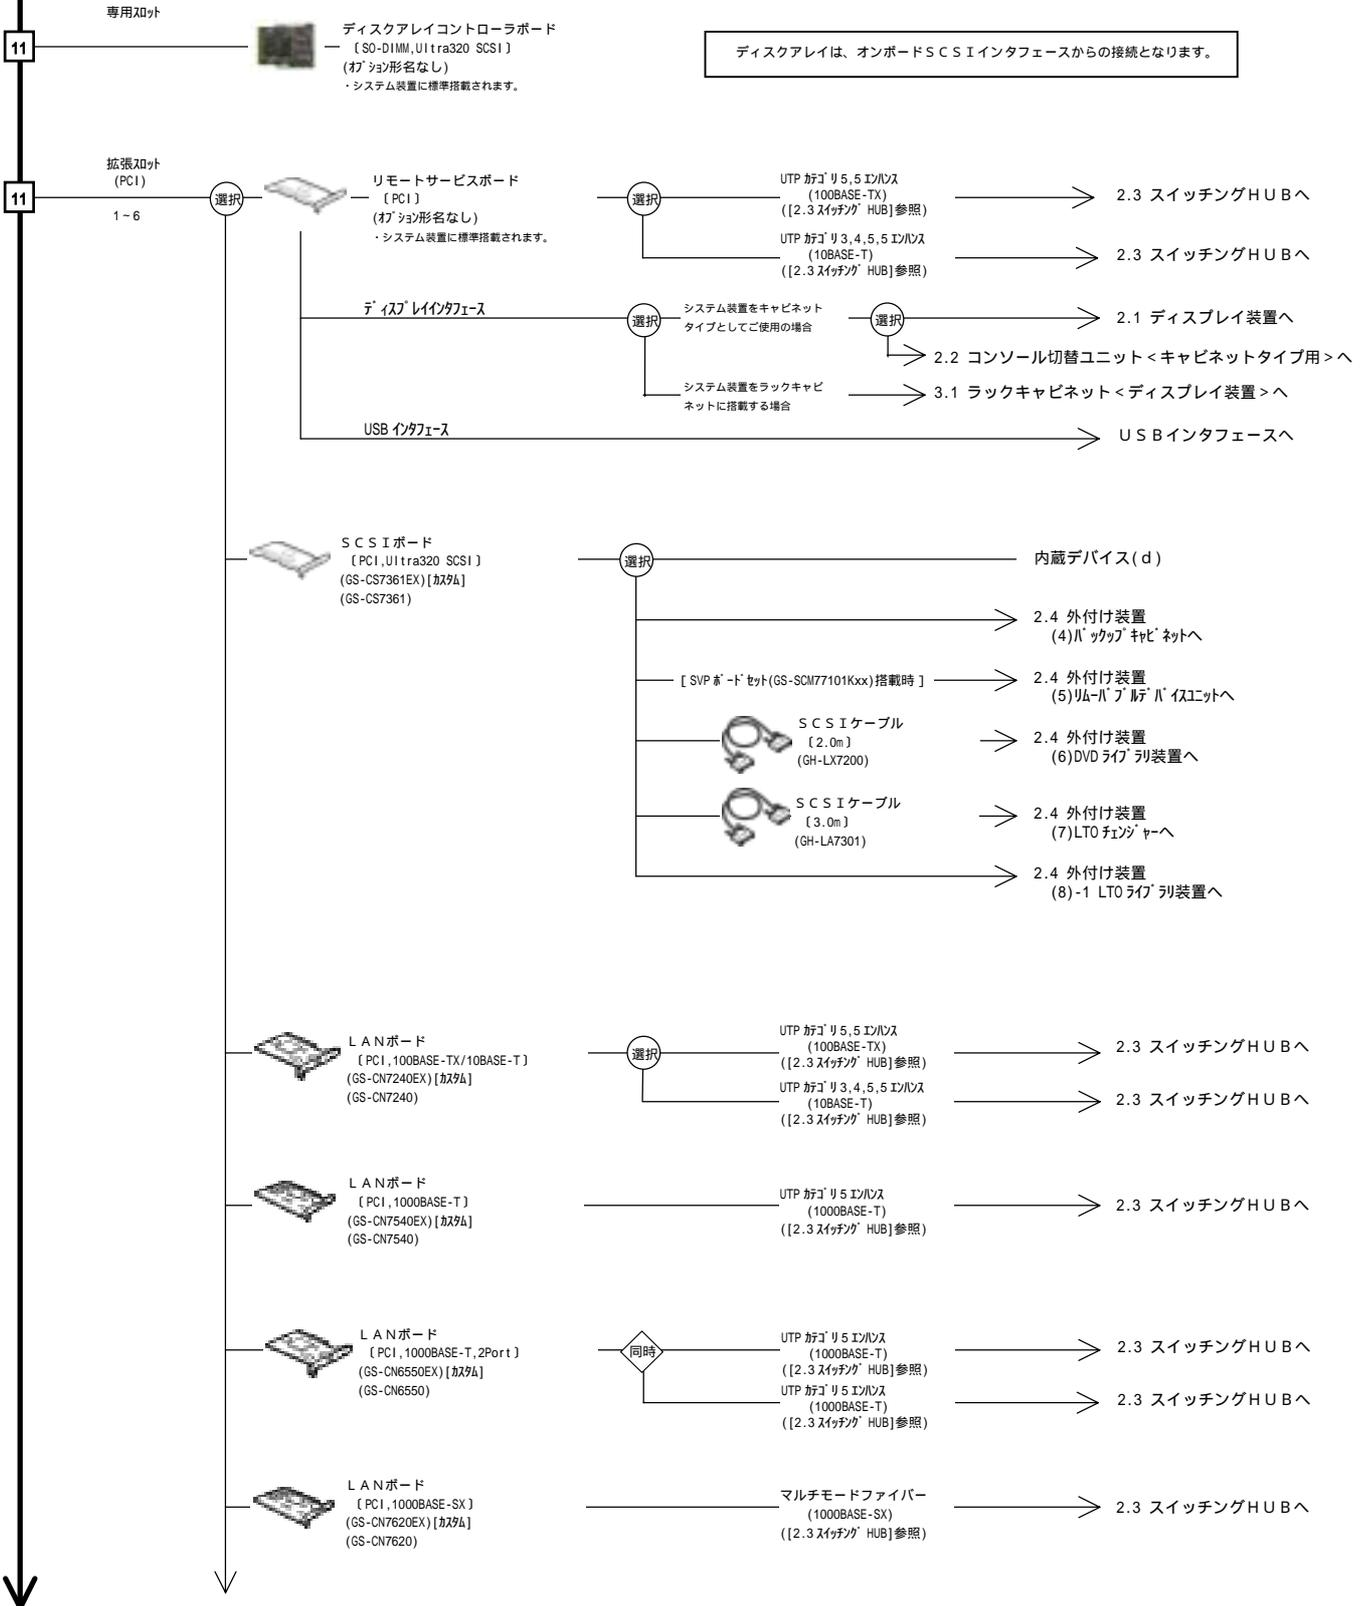 専用スロット
11
ディスクアレイコントローラボード
〔SO-DIMM,Ultra320 SCSI〕
(オプション形名なし)
・システム装置に標準搭載されます。
ディスクアレイは、オンボードＳＣＳＩインタフェースからの接続となります。
拡張スロット
(PCI)
11
1~6
選択
リモートサービスボード
〔PCI〕
(オプション形名なし)
・システム装置に標準搭載されます。
選択
UTP カテゴリ 5,5 エンハンス
(100BASE-TX)
([2.3 スイッチング HUB]参照)
2.3 スイッチングＨＵＢへ
UTP カテゴリ 3,4,5,5 エンハンス
(10BASE-T)
([2.3 スイッチング HUB]参照)
2.3 スイッチングＨＵＢへ
ディスプレイインタフェース
選択
システム装置をキャビネット
タイプとしてご使用の場合
選択
2.1 ディスプレイ装置へ
2.2 コンソール切替ユニット＜キャビネットタイプ用＞へ
システム装置をラックキャビ
ネットに搭載する場合
3.1 ラックキャビネット＜ディスプレイ装置＞へ
USB インタフェース
ＵＳＢインタフェースへ
ＳＣＳＩボード
〔PCI,Ultra320 SCSI〕
(GS-CS7361EX)[カスタム]
(GS-CS7361)
選択
内蔵デバイス(ｄ)
2.4 外付け装置
(4)バックップキャビネットへ
[ SVP ボードセット(GS-SCM77101Kxx)搭載時 ]
2.4 外付け装置
(5)リムーバブルデバイスユニットへ
ＳＣＳＩケーブル
〔2.0m〕
(GH-LX7200)
2.4 外付け装置
(6)DVD ライブラリ装置へ
ＳＣＳＩケーブル
〔3.0m〕
(GH-LA7301)
2.4 外付け装置
(7)LTO チェンジャーへ
2.4 外付け装置
(8)-1 LTO ライブラリ装置へ
ＬＡＮボード
〔PCI,100BASE-TX/10BASE-T〕
(GS-CN7240EX)[カスタム]
(GS-CN7240)
選択
UTP カテゴリ 5,5 エンハンス
(100BASE-TX)
([2.3 スイッチング HUB]参照)
2.3 スイッチングＨＵＢへ
UTP カテゴリ 3,4,5,5 エンハンス
(10BASE-T)
([2.3 スイッチング HUB]参照)
2.3 スイッチングＨＵＢへ
ＬＡＮボード
〔PCI,1000BASE-T〕
(GS-CN7540EX)[カスタム]
(GS-CN7540)
UTP カテゴリ 5 エンハンス
(1000BASE-T)
([2.3 スイッチング HUB]参照)
2.3 スイッチングＨＵＢへ
ＬＡＮボード
〔PCI,1000BASE-T,2Port〕
(GS-CN6550EX)[カスタム]
(GS-CN6550)
同時
UTP カテゴリ 5 エンハンス
(1000BASE-T)
([2.3 スイッチング HUB]参照)
2.3 スイッチングＨＵＢへ
UTP カテゴリ 5 エンハンス
(1000BASE-T)
([2.3 スイッチング HUB]参照)
2.3 スイッチングＨＵＢへ
ＬＡＮボード
〔PCI,1000BASE-SX〕
(GS-CN7620EX)[カスタム]
(GS-CN7620)
マルチモードファイバー
(1000BASE-SX)
([2.3 スイッチング HUB]参照)
2.3 スイッチングＨＵＢへ